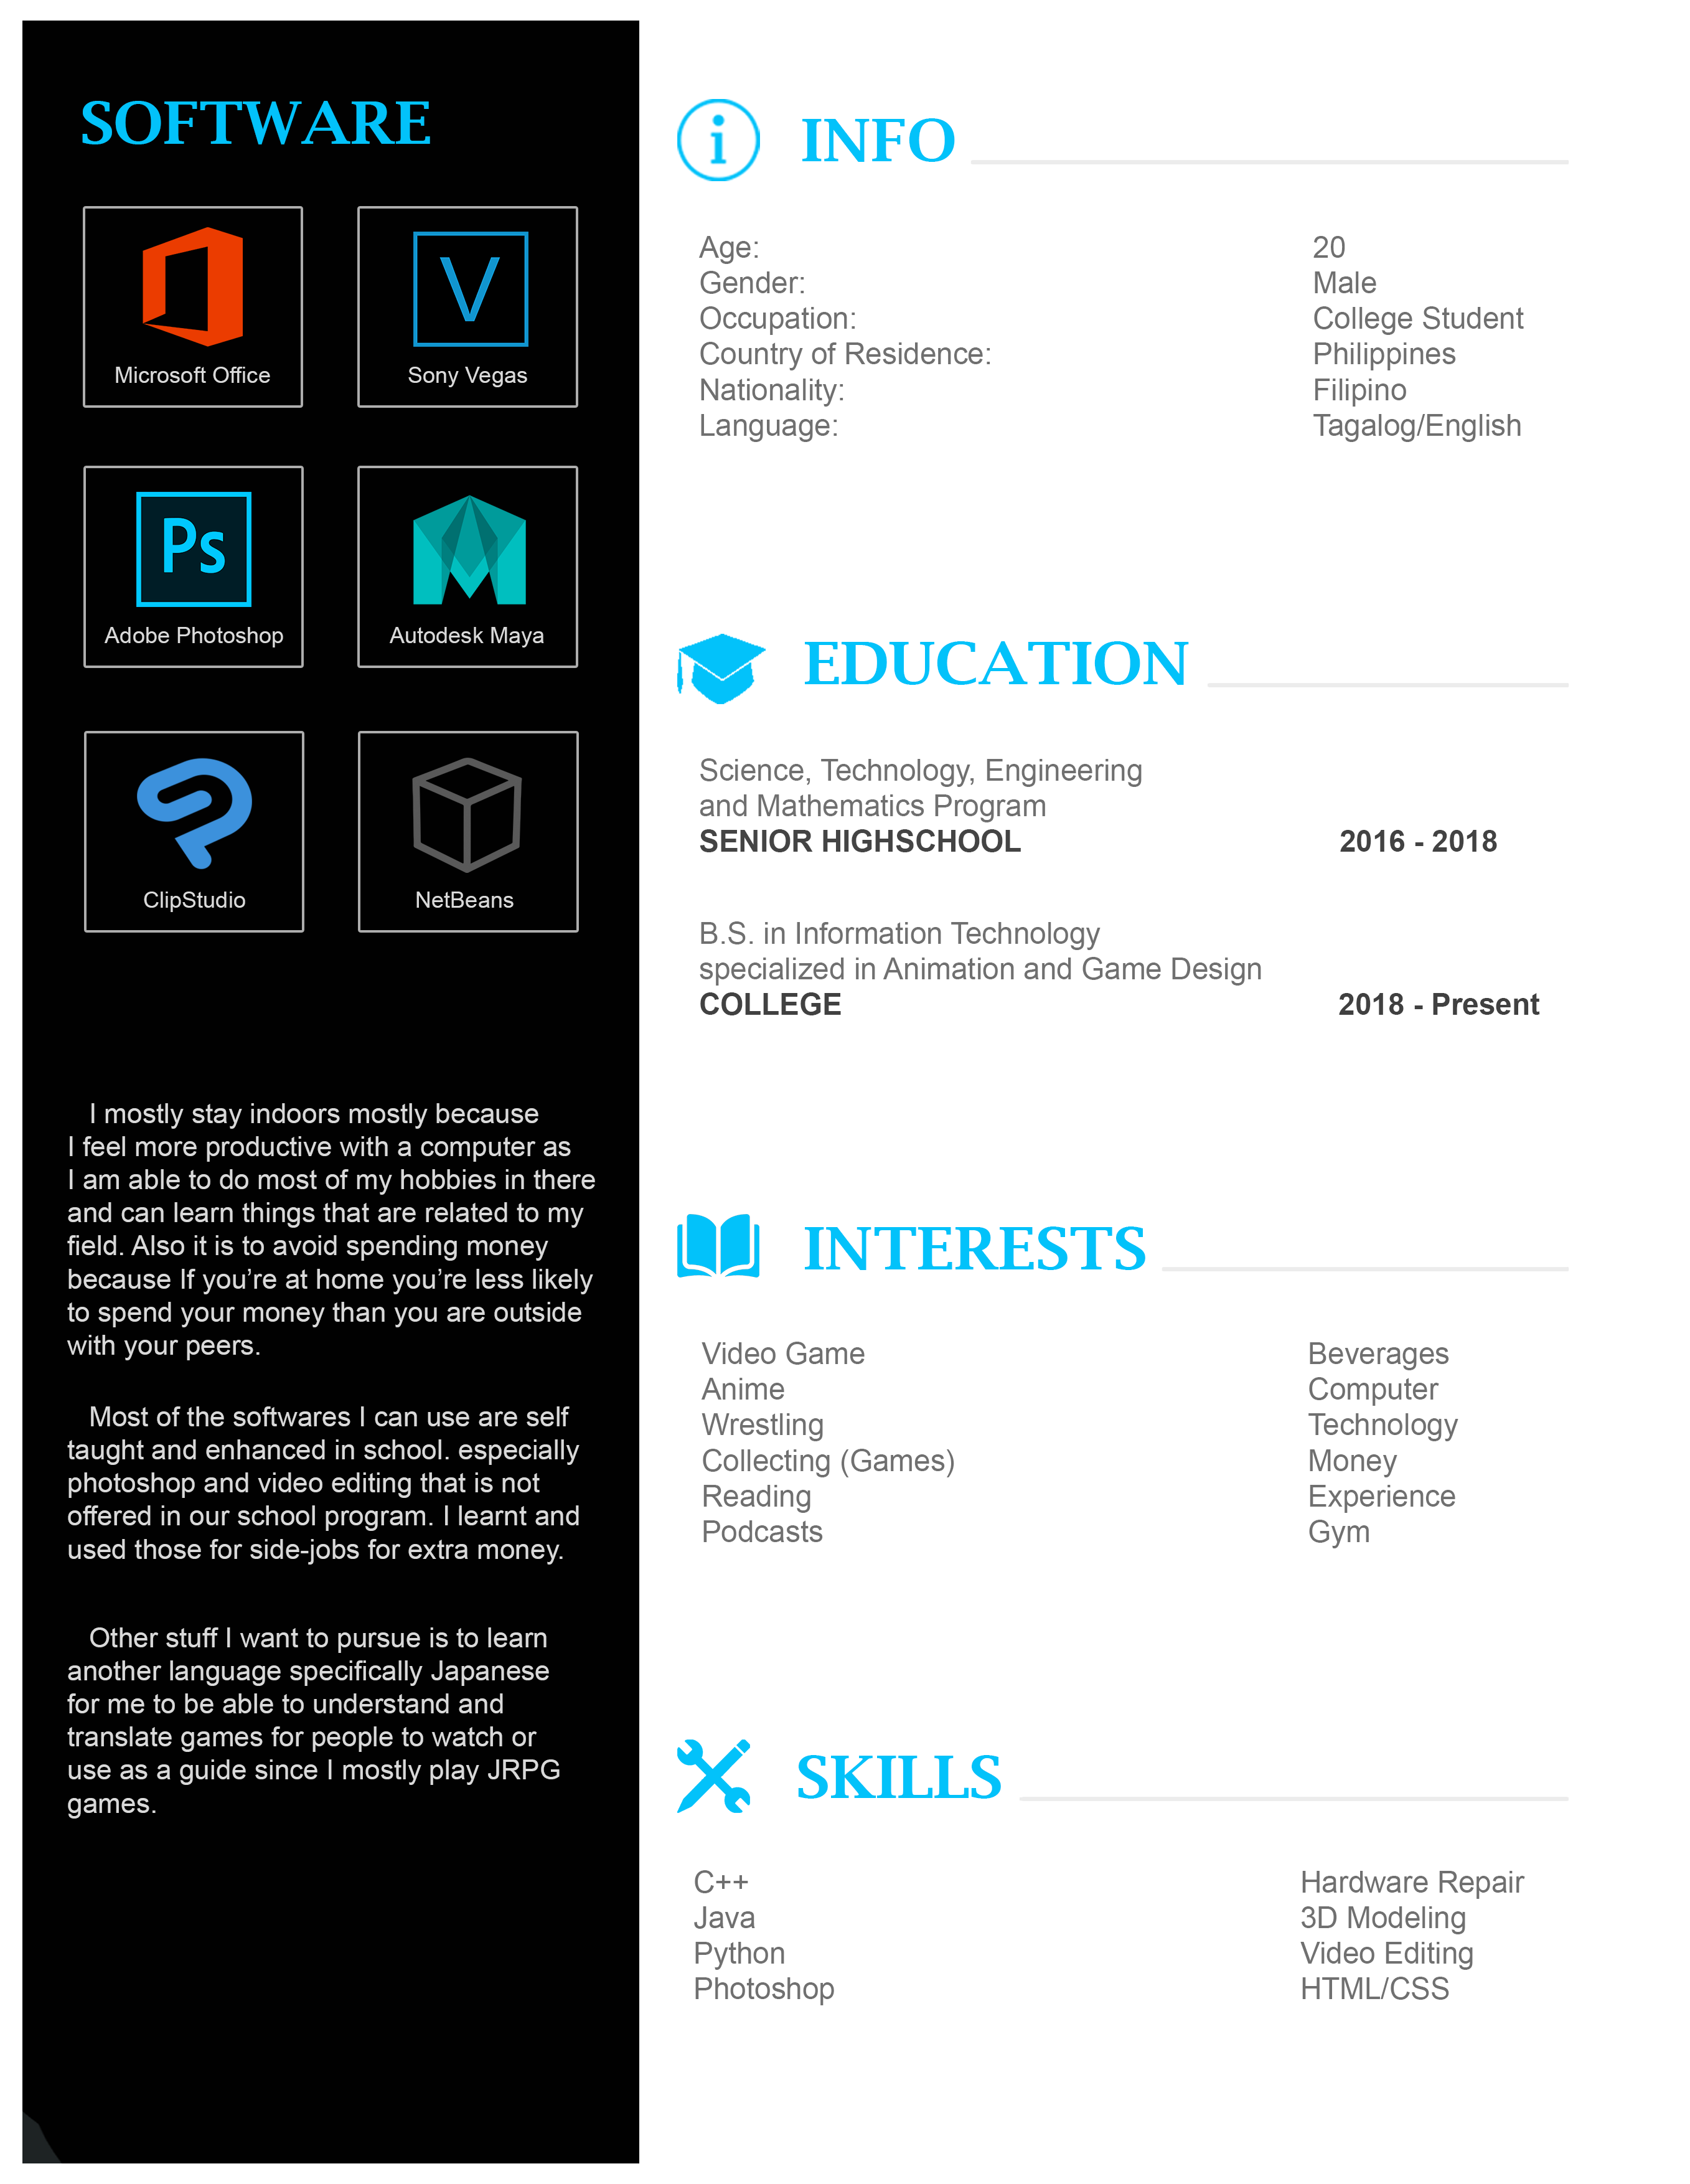 SOFTWARE
Microsoft Office
V
Sony Vegas
Ps
Adobe Photoshop
Autodesk Maya
ClipStudio
NetBeans
I mostly stay indoors mostly because
I feel more productive with a computer as
I am able to do most of my hobbies in there
and can learn things that are related to my
field. Also it is to avoid spending money
because If you’re at home you’re less likely
to spend your money than you are outside
with your peers.
Most of the softwares I can use are self
taught and enhanced in school. especially
photoshop and video editing that is not
offered in our school program. I learnt and
used those for side-jobs for extra money.
Other stuff I want to pursue is to learn
another language specifically Japanese
for me to be able to understand and
translate games for people to watch or
use as a guide since I mostly play JRPG
games.
i
INFO
Age: 20
Gender: Male
Occupation: College Student
Country of Residence: Philippines
Nationality: Filipino
Language: Tagalog/English
EDUCATION
Science, Technology, Engineering
and Mathematics Program
SENIOR HIGHSCHOOL 2016 - 2018
B.S. in Information Technology
specialized in Animation and Game Design
COLLEGE 2018 - Present
INTERESTS
Video Game Beverages
Anime Computer
Wrestling Technology
Collecting (Games) Money
Reading Experience
Podcasts Gym
SKILLS
C++ Hardware Repair
Java 3D Modeling
Python Video Editing
Photoshop HTML/CSS